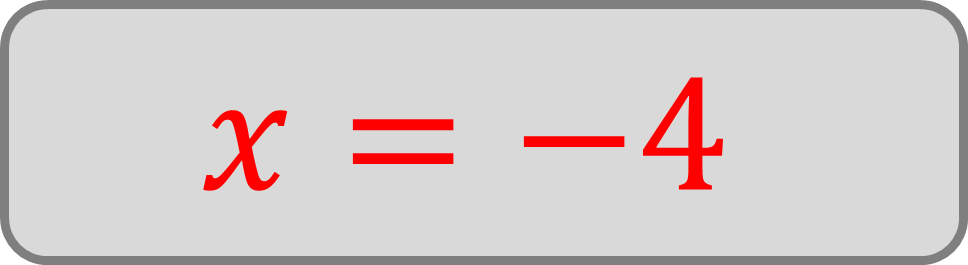 x = −4